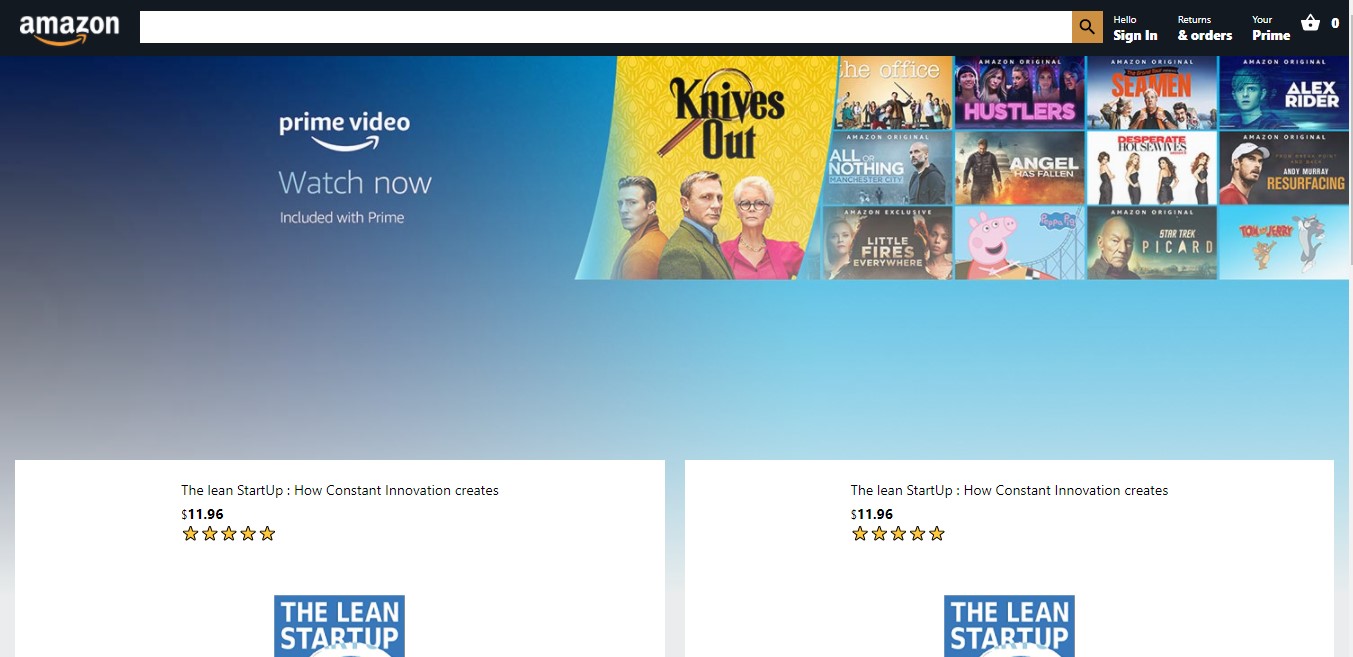 amazon
Hello
Sign In
Returns
& orders
Your
Prime
0
prime video
Watch now
Included with Prime
Knives
Out
the office
AMAZON ORIGINAL
HUSTLERS
AMAZON ORIGINAL
The Grand Tour
SEAMEN
AMAZON ORIGINAL
ALEX
RIDER
AMAZON ORIGINAL
ALL OR
NOTHING
MANCHESTER CITY
ANGEL
HAS FALLEN
DESPERATE
HOUSEWIVES
AMAZON ORIGINAL
ANDY MURRAY
RESURFACING
AMAZON EXCLUSIVE
LITTLE
FIRES
EVERYWHERE
Peppa Pig
AMAZON ORIGINAL
STAR TREK
PICARD
TOM AND JERRY
The lean StartUp : How Constant Innovation creates
$11.96
THE LEAN
STARTUP
The lean StartUp : How Constant Innovation creates
$11.96
THE LEAN
STARTUP